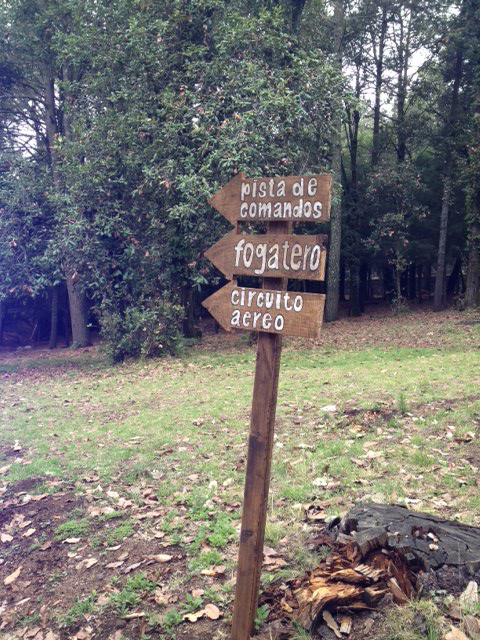 pista de
comandos
fogatero
circuito
aereo